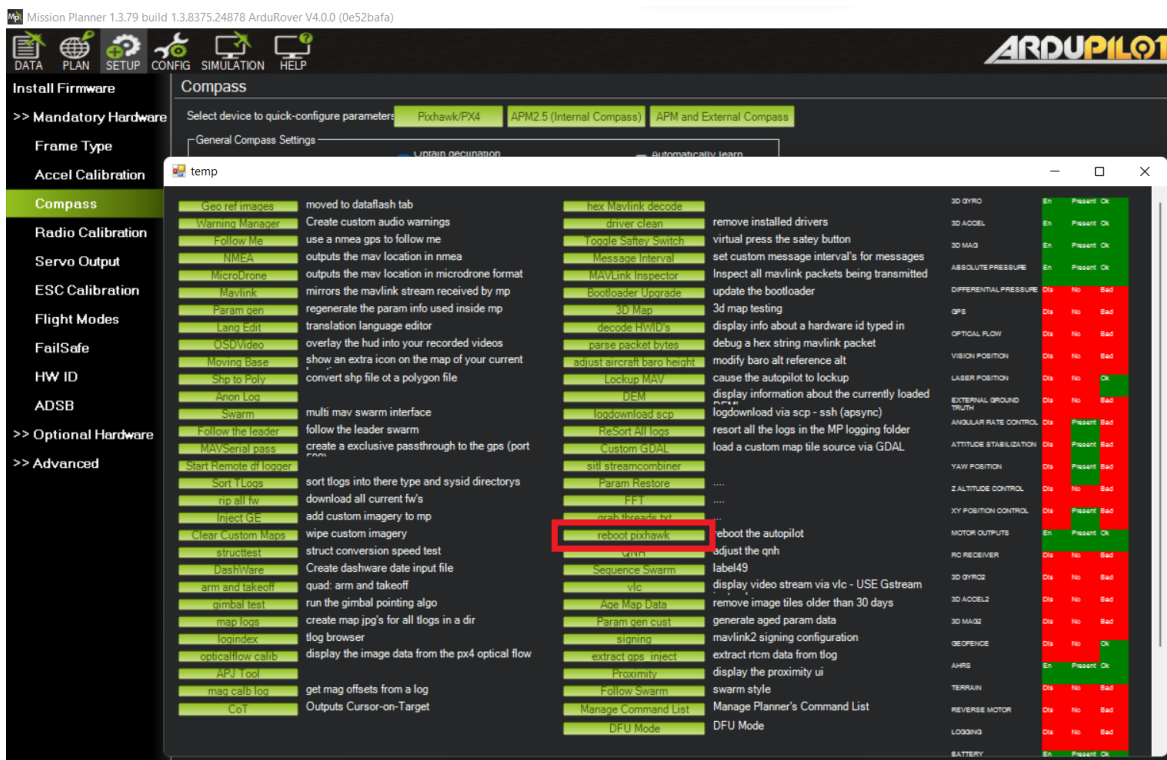 Mission Planner 1.3.79 build 1.3.8375.24878 ArduRover V4.0.0 (0e52bafa)
DATA PLAN SETUP CONFIG SIMULATION HELP
ARDUPILOT
Install Firmware
>> Mandatory Hardware
Frame Type
Accel Calibration
Compass
Radio Calibration
Servo Output
ESC Calibration
Flight Modes
FailSafe
HW ID
ADSB
>> Optional Hardware
>> Advanced
Compass
Select device to quick-configure parameters Pixhawk/PX4 APM2.5 (Internal Compass) APM and External Compass
General Compass Settings
Obtain declination Automatically learn
temp
Geo ref images moved to dataflash tab
Warning Manager Create custom audio warnings
Follow Me use a nmea gps to follow me
NMEA outputs the mav location in nmea
MicroDrone outputs the mav location in microdrone format
Mavlink mirrors the mavlink stream received by mp
Param gen regenerate the param info used inside mp
Lang Edit translation language editor
OSDVideo overlay the hud into your recorded videos
Moving Base show an extra icon on the map of your current
Shp to Poly convert shp file ot a polygon file
Anon Log
Swarm multi mav swarm interface
Follow the leader follow the leader swarm
MAVSerial pass create a exclusive passthrough to the gps (port
Start Remote df logger
Sort TLogs sort tlogs into there type and sysid directorys
rip all fw download all current fw's
Inject GE add custom imagery to mp
Clear Custom Maps wipe custom imagery
structtest struct conversion speed test
DashWare Create dashware date input file
arm and takeoff quad: arm and takeoff
gimbal test run the gimbal pointing algo
map logs create map jpg's for all tlogs in a dir
logindex tlog browser
opticalflow calib display the image data from the px4 optical flow
APJ Tool
mag calb log get mag offsets from a log
CoT Outputs Cursor-on-Target
hex Mavlink decode
driver clean remove installed drivers
Toggle Saftey Switch virtual press the satey button
Message Interval set custom message interval's for messages
MAVLink Inspector Inspect all mavlink packets being transmitted
Bootloader Upgrade update the bootloader
3D Map 3d map testing
decode HWID's display info about a hardware id typed in
parse packet bytes debug a hex string mavlink packet
adjust aircraft baro height modify baro alt reference alt
Lockup MAV cause the autopilot to lockup
DEM display information about the currently loaded
logdownload scp logdownload via scp - ssh (apsync)
ReSort All logs resort all the logs in the MP logging folder
Custom GDAL load a custom map tile source via GDAL
sitl streamcombiner
Param Restore ....
FFT ....
grab threads txt ...
reboot pixhawk reboot the autopilot
QNH adjust the qnh
Sequence Swarm label49
vlc display video stream via vlc - USE Gstream
Age Map Data remove image tiles older than 30 days
Param gen cust generate aged param data
signing mavlink2 signing configuration
extract gps_inject extract rtcm data from tlog
Proximity display the proximity ui
Follow Swarm swarm style
Manage Command List Manage Planner's Command List
DFU Mode DFU Mode
3D GYRO En Present Ok
3D ACCEL En Present Ok
3D MAG En Present Ok
ABSOLUTE PRESSURE En Present Ok
DIFFERENTIAL PRESSURE Dis No Bad
GPS Dis No Bad
OPTICAL FLOW Dis No Bad
VISION POSITION Dis No Bad
LASER POSITION Dis No Ok
EXTERNAL GROUND TRUTH Dis No Bad
ANGULAR RATE CONTROL Dis Present Bad
ATTITUDE STABILIZATION Dis Present Bad
YAW POSITION Dis Present Bad
Z ALTITUDE CONTROL Dis No Bad
XY POSITION CONTROL Dis Present Bad
MOTOR OUTPUTS En Present Ok
RC RECEIVER Dis No Bad
3D GYRO2 Dis No Bad
3D ACCEL2 Dis No Bad
3D MAG2 Dis No Bad
GEOFENCE Dis No Ok
AHRS En Present Ok
TERRAIN Dis No Bad
REVERSE MOTOR Dis No Bad
LOGGING Dis No Bad
BATTERY En Present Ok